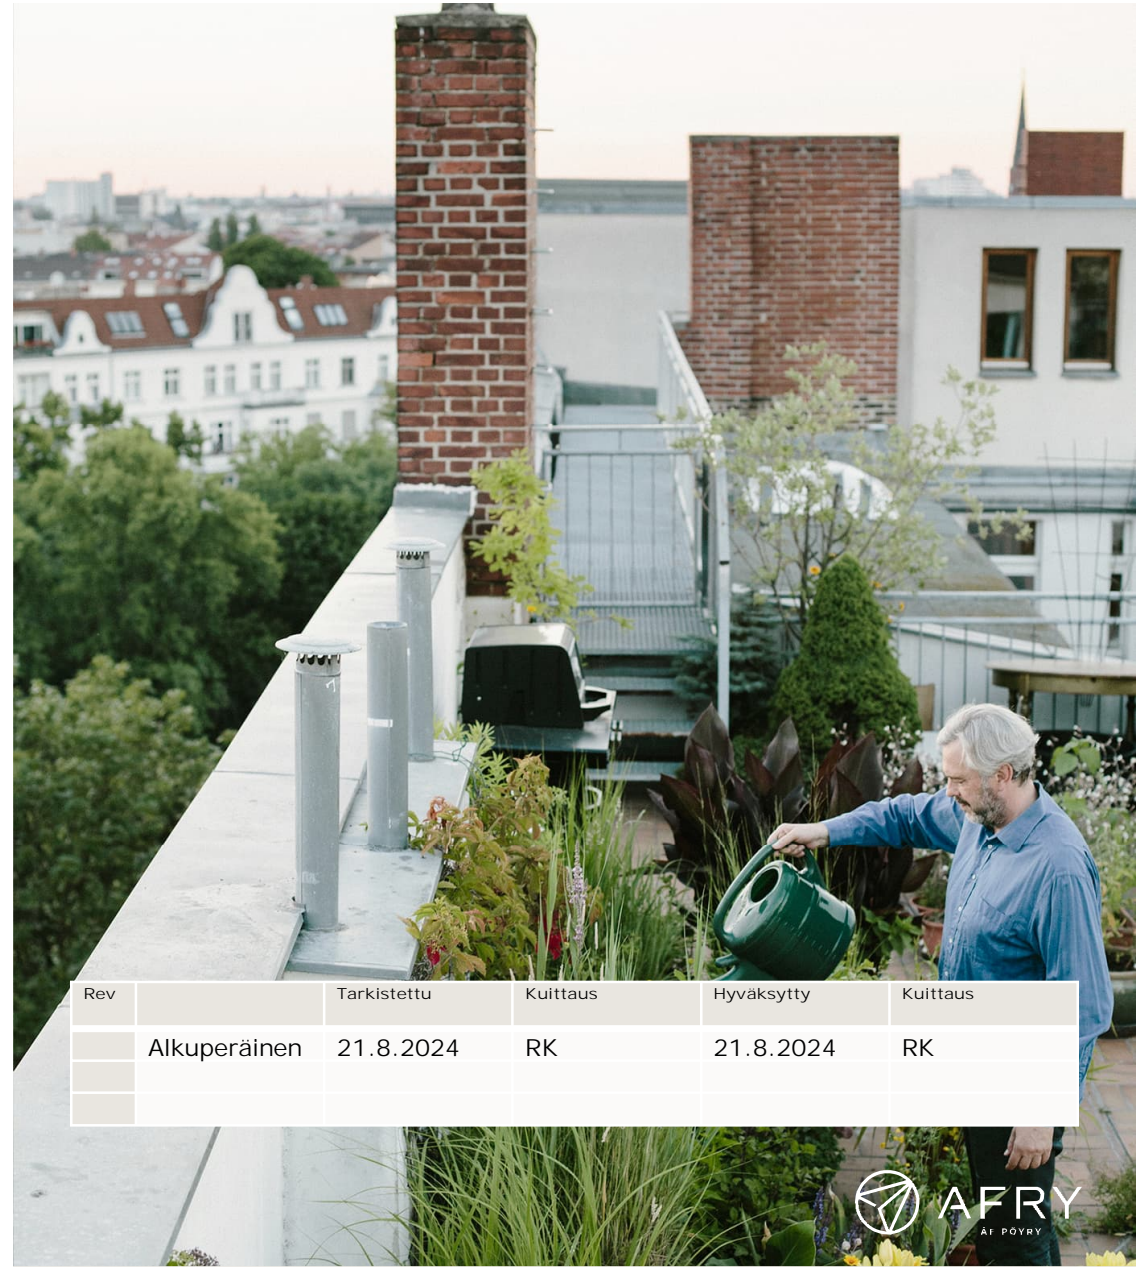 Rev Tarkistettu Kuittaus Hyväksytty Kuittaus
Alkuperäinen 21.8.2024 RK 21.8.2024 RK
AFRY
ÅF PÖYRY